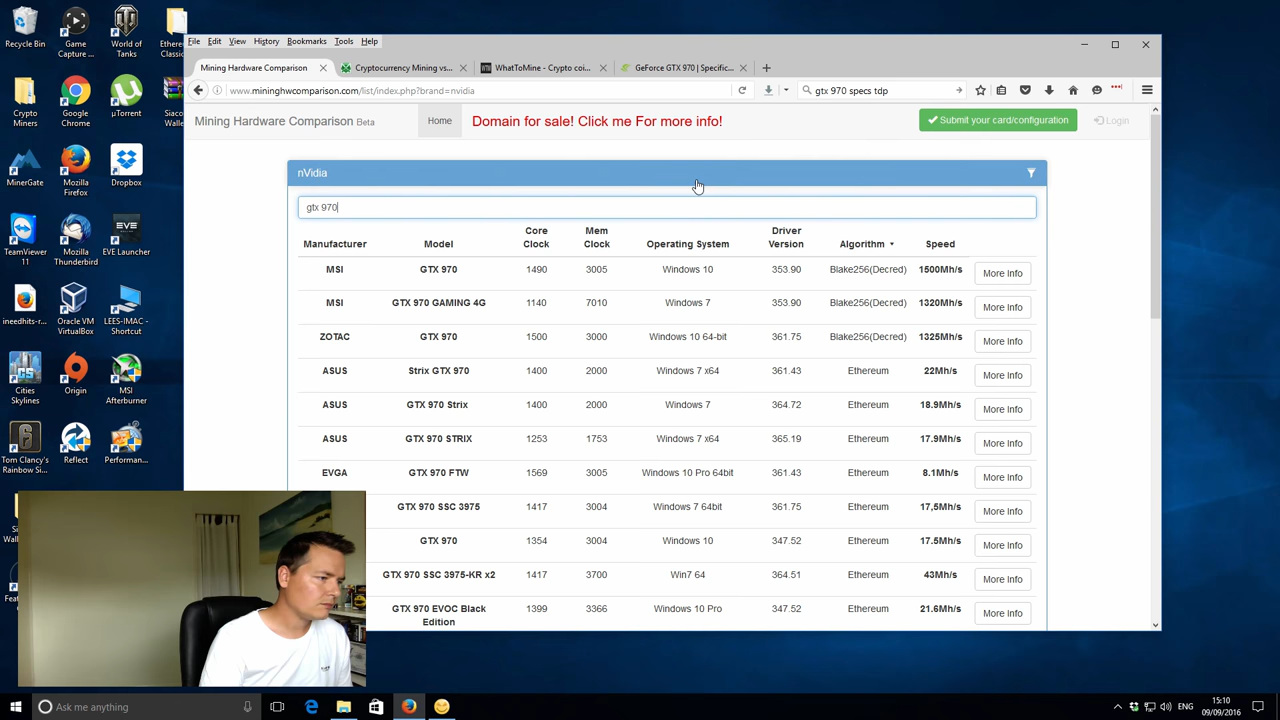 Recycle Bin
Game Capture ...
World of Tanks
Ethere Classi
Crypto Miners
Google Chrome
µTorrent
Siaco Walle
MinerGate
Mozilla Firefox
Dropbox
TeamViewer 11
Mozilla Thunderbird
EVE Launcher
ineedhits-r...
Oracle VM VirtualBox
LEES-IMAC - Shortcut
Cities Skylines
Origin
MSI Afterburner
Tom Clancy's Rainbow Si...
Reflect
Performan...
File Edit View History Bookmarks Tools Help
Mining Hardware Comparison
Cryptocurrency Mining vs...
WhatToMine - Crypto coi...
GeForce GTX 970 | Specific...
www.mininghwcomparison.com/list/index.php?brand=nvidia
gtx 970 specs tdp
Mining Hardware Comparison Beta
Home
Domain for sale! Click me For more info!
Submit your card/configuration
Login
nVidia
gtx 970
Manufacturer Model Core Clock Mem Clock Operating System Driver Version Algorithm Speed
MSI GTX 970 1490 3005 Windows 10 353.90 Blake256(Decred) 1500Mh/s More Info
MSI GTX 970 GAMING 4G 1140 7010 Windows 7 353.90 Blake256(Decred) 1320Mh/s More Info
ZOTAC GTX 970 1500 3000 Windows 10 64-bit 361.75 Blake256(Decred) 1325Mh/s More Info
ASUS Strix GTX 970 1400 2000 Windows 7 x64 361.43 Ethereum 22Mh/s More Info
ASUS GTX 970 Strix 1400 2000 Windows 7 364.72 Ethereum 18.9Mh/s More Info
ASUS GTX 970 STRIX 1253 1753 Windows 7 x64 365.19 Ethereum 17.9Mh/s More Info
EVGA GTX 970 FTW 1569 3005 Windows 10 Pro 64bit 361.43 Ethereum 8.1Mh/s More Info
GTX 970 SSC 3975 1417 3004 Windows 7 64bit 361.75 Ethereum 17,5Mh/s More Info
GTX 970 1354 3004 Windows 10 347.52 Ethereum 17.5Mh/s More Info
GTX 970 SSC 3975-KR x2 1417 3700 Win7 64 364.51 Ethereum 43Mh/s More Info
GTX 970 EVOC Black Edition 1399 3366 Windows 10 Pro 347.52 Ethereum 21.6Mh/s More Info
Ask me anything
ENG
15:10
09/09/2016